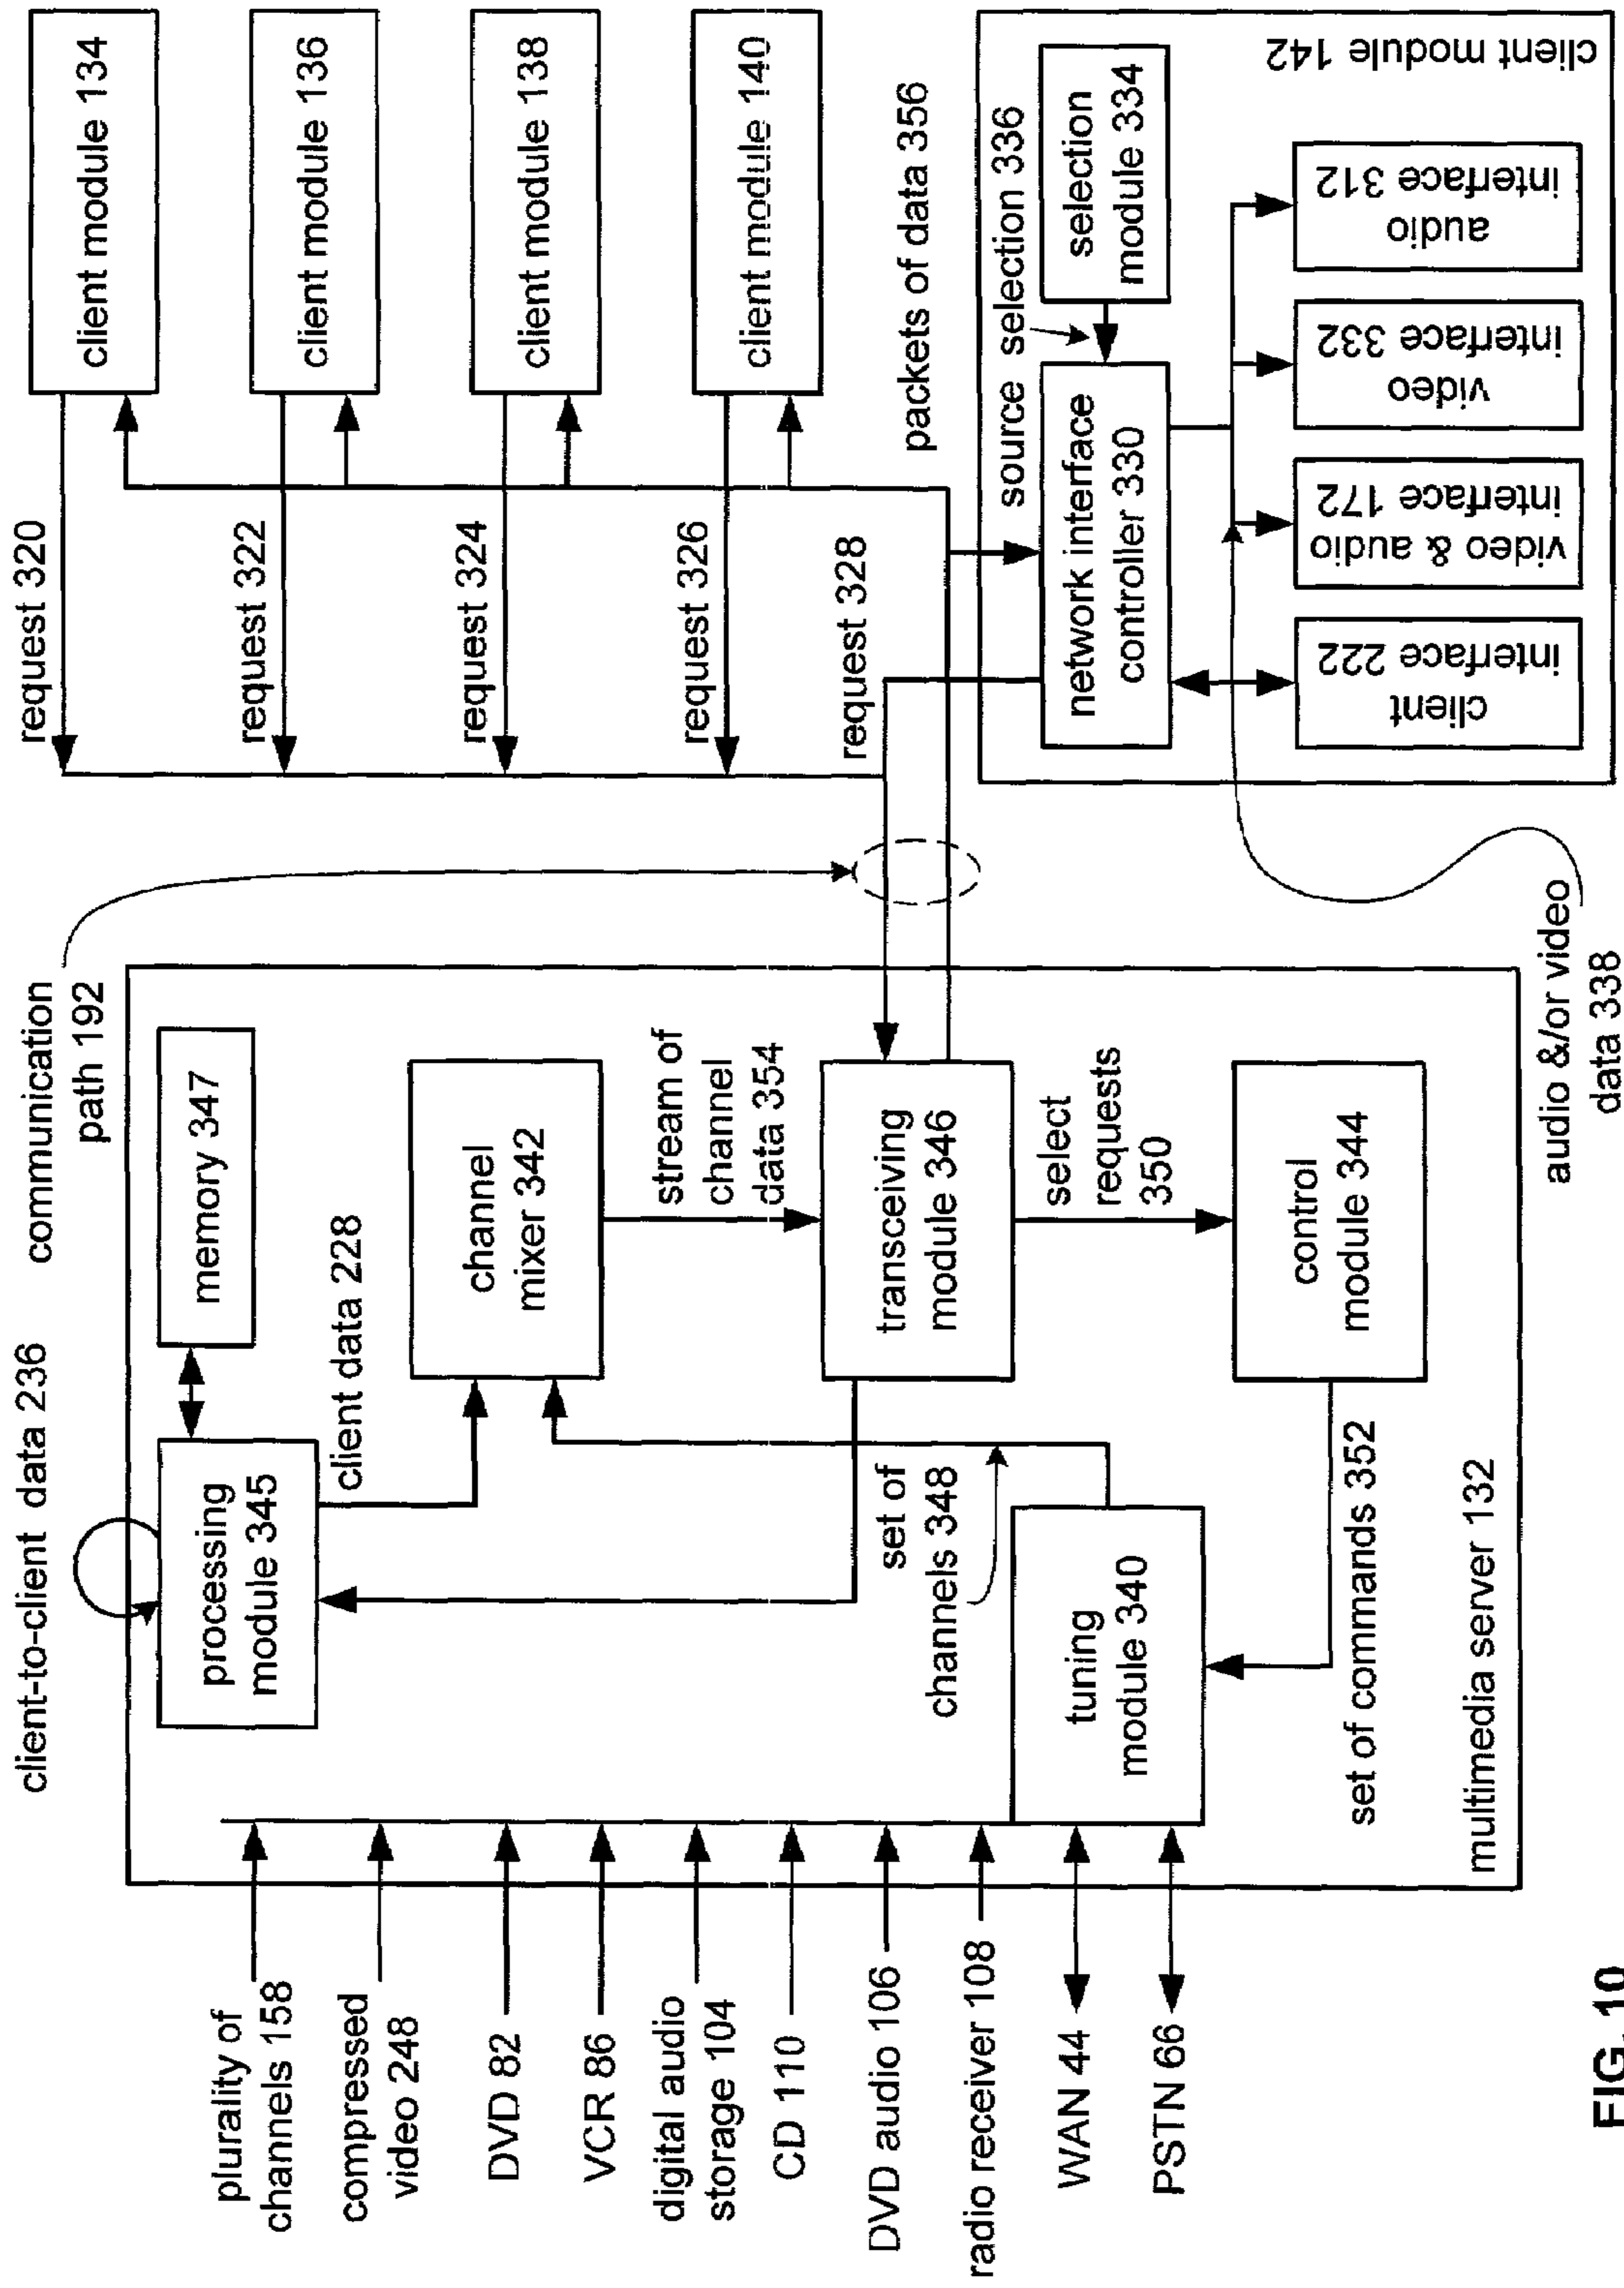 client-to-client data 236
communication
path 192
plurality of
channels 158
compressed
video 248
DVD 82
VCR 86
digital audio
storage 104
CD 110
DVD audio 106
radio receiver 108
WAN 44
PSTN 66
processing
module 345
memory 347
client data 228
channel
mixer 342
stream of
channel
data 354
set of
channels 348
transceiving
module 346
select
requests
350
tuning
module 340
control
module 344
set of commands 352
multimedia server 132
request 320
client module 134
request 322
client module 136
request 324
client module 138
request 326
client module 140
request 328
packets of data 356
source selection 336
network interface
controller 330
selection
module 334
client
interface 222
video & audio
interface 172
video
interface 332
audio
interface 312
client module 142
audio &/or video
data 338
FIG. 10